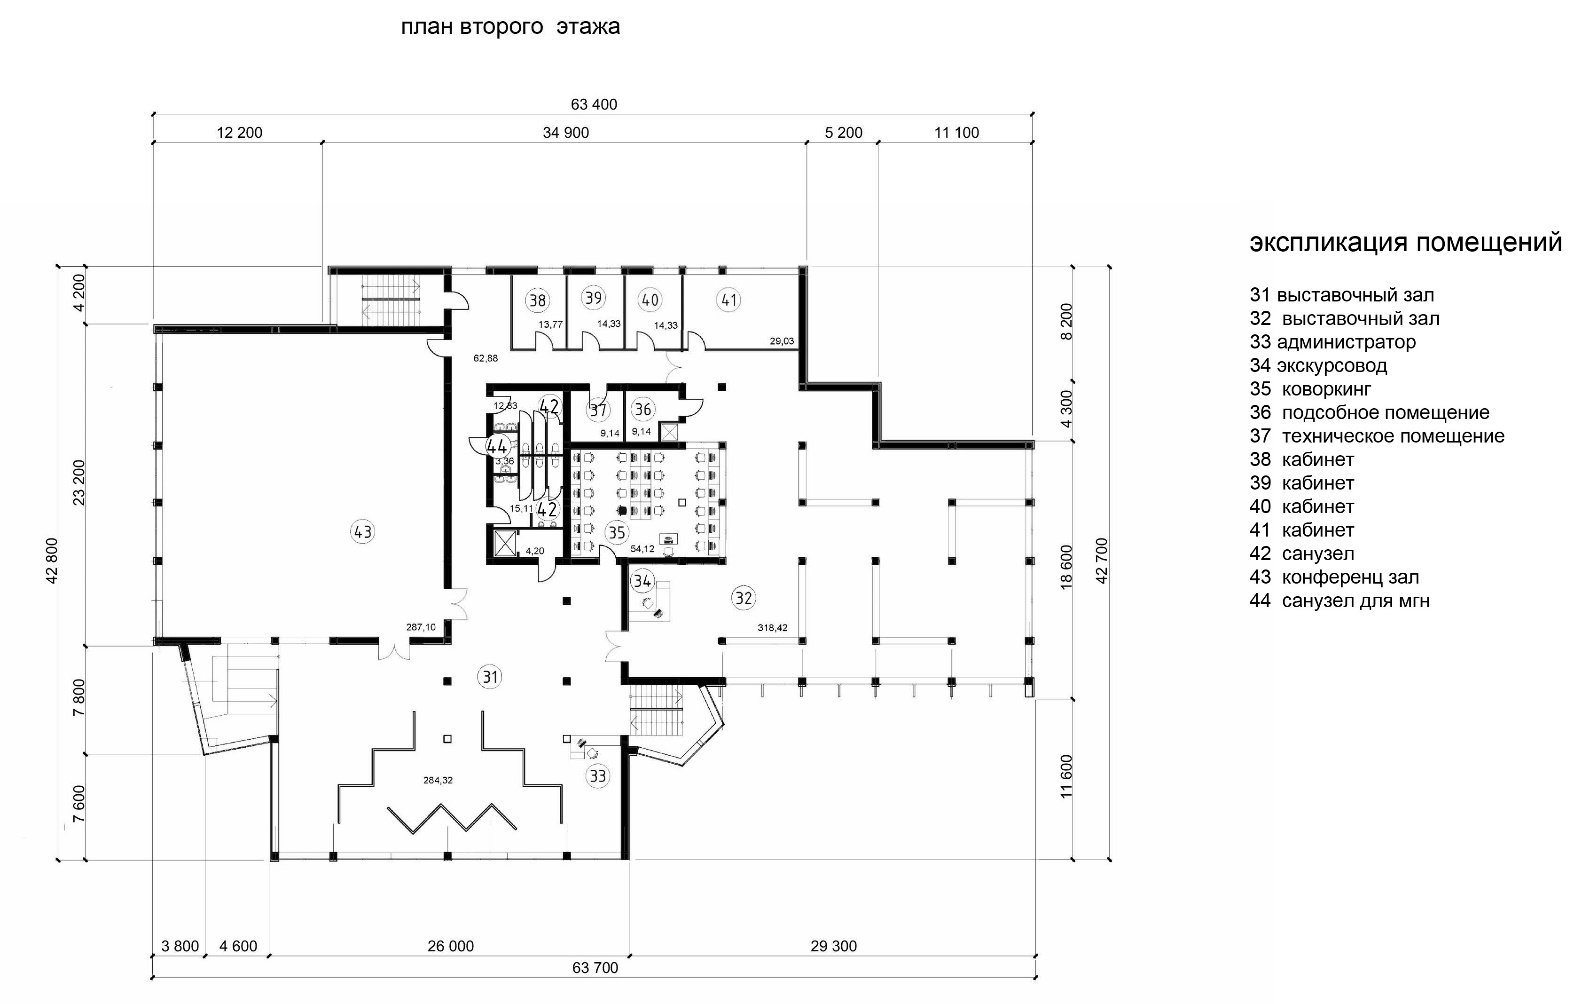 план второго этажа
63 400
12 200 34 900 5 200 11 100
экспликация помещений
31 выставочный зал
32 выставочный зал
33 администратор
34 экскурсовод
35 коворкинг
36 подсобное помещение
37 техническое помещение
38 кабинет
39 кабинет
40 кабинет
41 кабинет
42 санузел
43 конференц зал
44 санузел для мгн
42 800
4 200
23 200
7 800
7 600
8 200
4 300
18 600
11 600
42 700
38 39 40 41
13,77 14,33 14,33 29,03
62,88
12,83 42 37 36
9,14 9,14
44
3,36
15,11 42
43 35
4,20 54,12
34
32
287,10 318,42
31
33
284,32
3 800 4 600 26 000 29 300
63 700